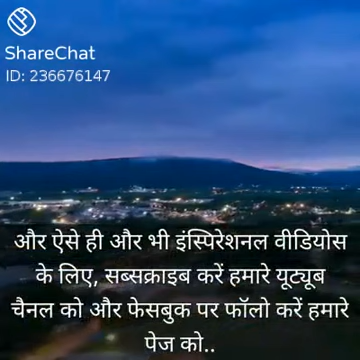 ShareChat
ID: 236676147
और ऐसे ही और भी इंस्पिरेशनल वीडियोस
के लिए, सब्सक्राइब करें हमारे यूट्यूब
चैनल को और फेसबुक पर फॉलो करें हमारे
पेज को..